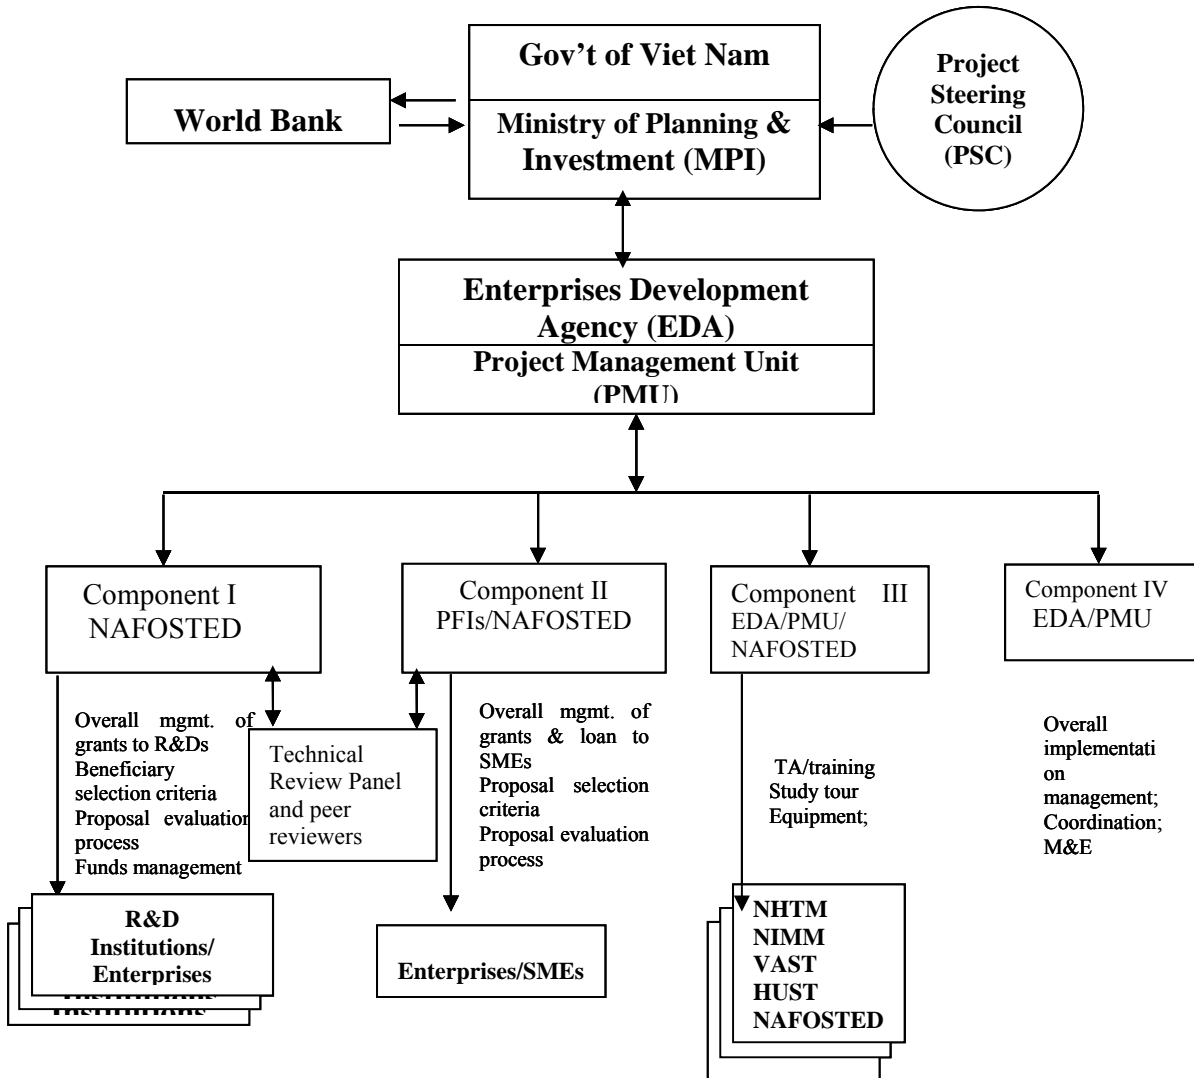 Gov't of Viet Nam
World Bank
Ministry of Planning &
Investment (MPI)
Project
Steering
Council
(PSC)
Enterprises Development
Agency (EDA)
Project Management Unit
(PMU)
Component I
NAFOSTED
Component II
PFIs/NAFOSTED
Component III
EDA/PMU/
NAFOSTED
Component IV
EDA/PMU
Overall mgmt. of
grants to R&Ds
Beneficiary
selection criteria
Proposal evaluation
process
Funds management
Technical
Review Panel
and peer
reviewers
Overall mgmt. of
grants & loan to
SMEs
Proposal selection
criteria
Proposal evaluation
process
TA/training
Study tour
Equipment;
Overall
implementati
on
management;
Coordination;
M&E
R&D
Institutions/
Enterprises
Enterprises/SMEs
NHTM
NIMM
VAST
HUST
NAFOSTED